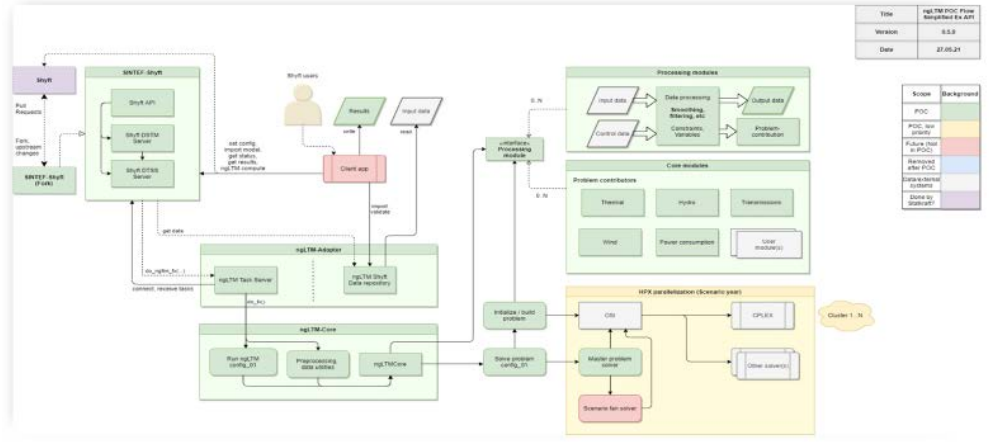 Title
ngLTM POC Flow
Simplified Ex API
Version
0.5.0
Date
27.05.21
Shyft
SINTEF-Shyft
Shyft API
Shyft DSTM
Server
Shyft DTSS
Server
Pull
Requests
Fork,
upstream
changes
SINTEF-Shyft
(Fork)
Shyft users
Results
Input data
write
read
set config,
import model,
get status,
get results,
ngLTM compute
Client app
import
validate
get data
ngLTM-Adapter
ngLTM Task Server
ngLTM Shyft
Data repository
connect, receive tasks
ngLTM-Core
Run ngLTM
config_01
Preprocessing
data utilities
ngLTMCore
Initialize / build
problem
Solve problem
config_01
«interface»
Processing
module
0..N
0..N
Processing modules
Input data
Control data
Data processing
Smoothing,
filtering, etc
Constraints,
Variables
Output data
Problem
contribution
Core modules
Problem contributors
Thermal
Hydro
Transmissions
Wind
Power consumption
User
module(s)
HPX parallelization (Scenario year)
OSI
CPLEX
Cluster 1...N
Master problem
solver
Other solver(s)
Scenario fan solver
Scope
Background
POC
POC, low
priority
Future (not
in POC)
Removed
after POC
Data/external
systems
Done by
Statkraft?